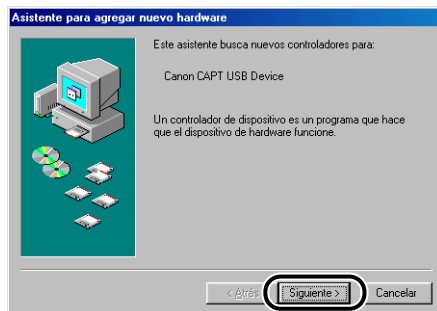 Asistente para agregar nuevo hardware
Este asistente busca nuevos controladores para:
Canon CAPT USB Device
Un controlador de dispositivo es un programa que hace
que el dispositivo de hardware funcione.
< Atrás
Siguiente >
Cancelar